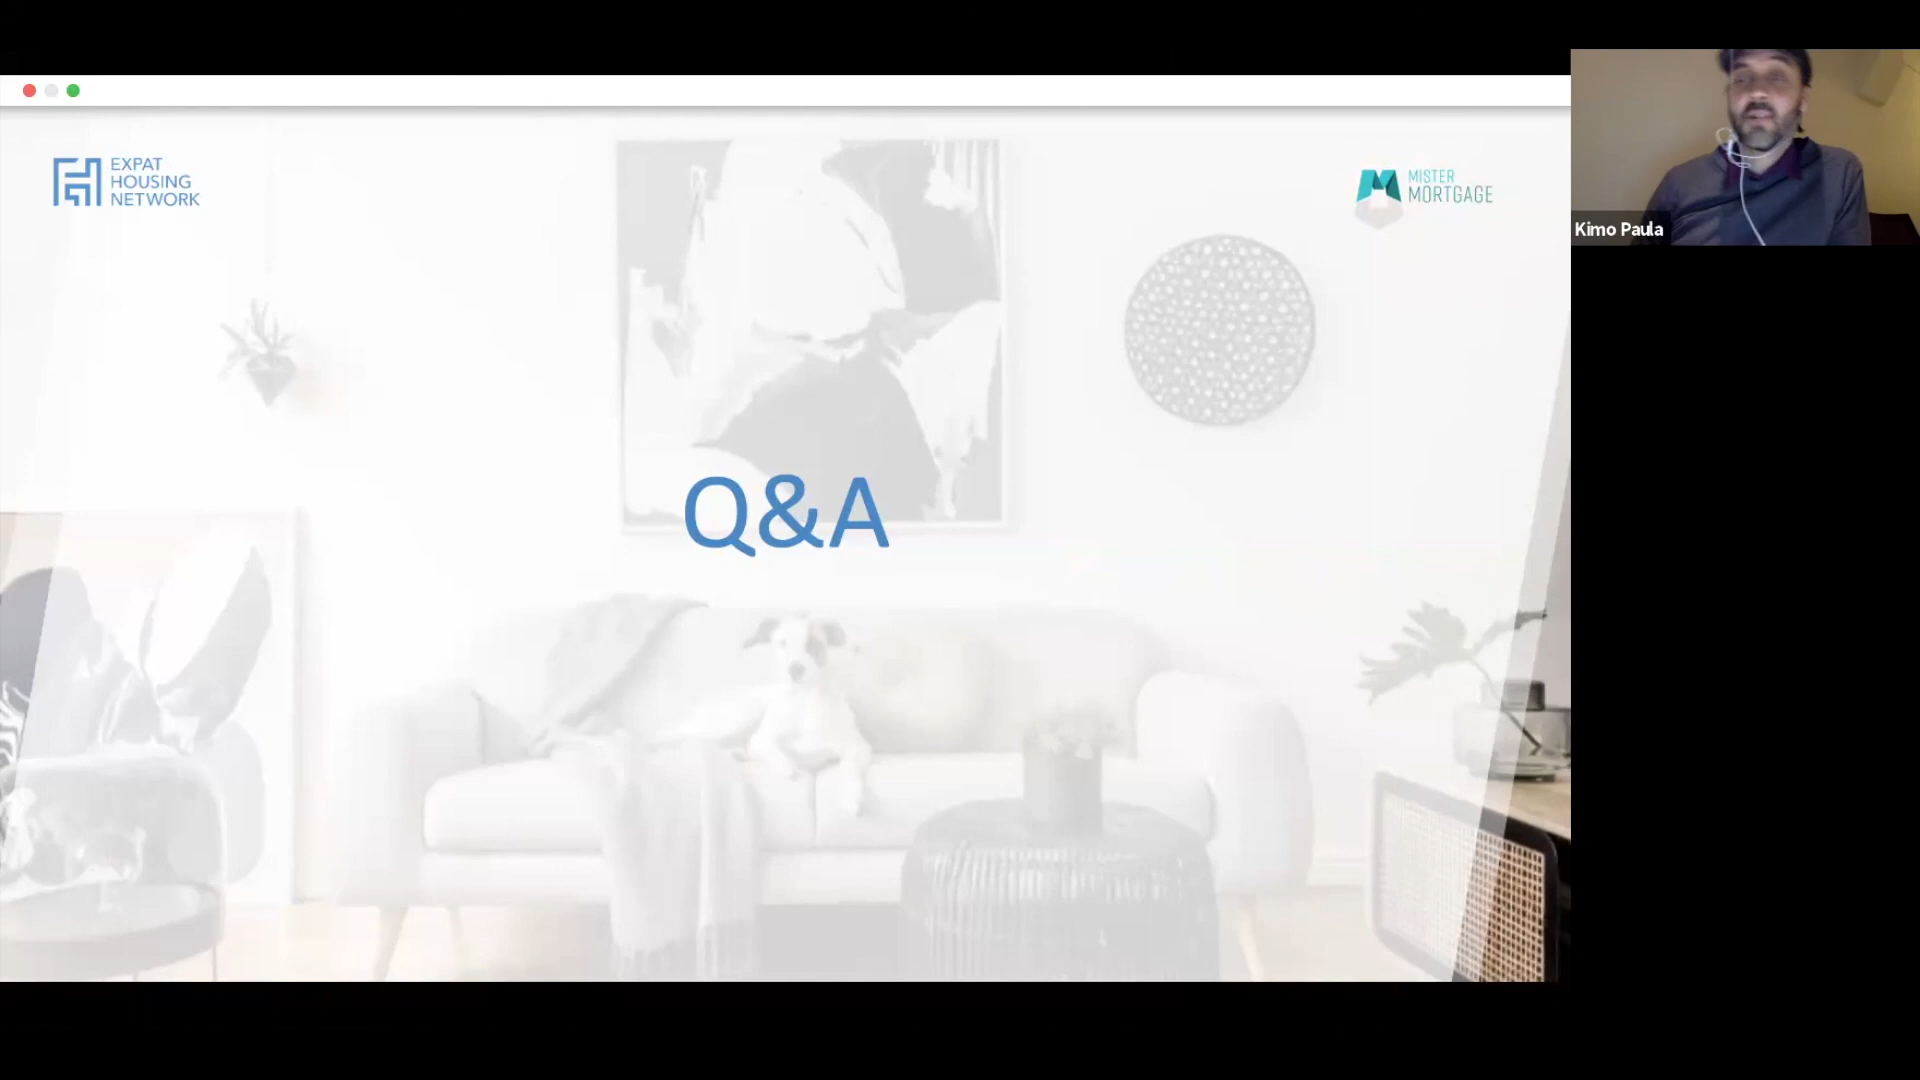 EXPAT
HOUSING
NETWORK
MISTER
MORTGAGE
Kimo Paula
Q&A